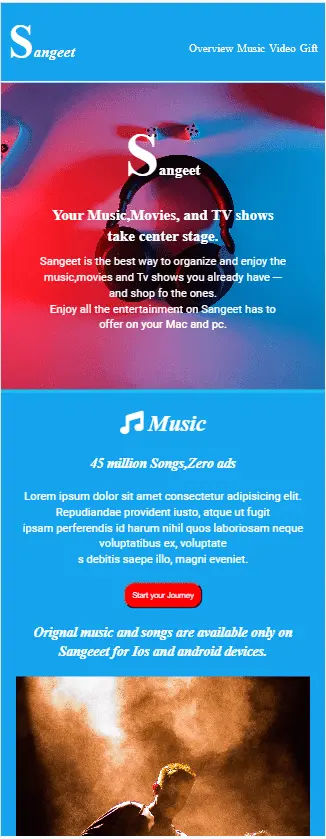 Sangeet
Overview Music Video Gift
Sangeet
Your Music,Movies, and TV shows
take center stage.
Sangeet is the best way to organize and enjoy the
music,movies and Tv shows you already have —
and shop fo the ones.
Enjoy all the entertainment on Sangeet has to
offer on your Mac and pc.
Music
45 million Songs,Zero ads
Lorem ipsum dolor sit amet consectetur adipisicing elit.
Repudiandae provident iusto, atque ut fugit
ipsam perferendis id harum nihil quos laboriosam neque
voluptatibus ex, voluptate
s debitis saepe illo, magni eveniet.
Start your Journey
Orignal music and songs are available only on
Sangeeet for Ios and android devices.